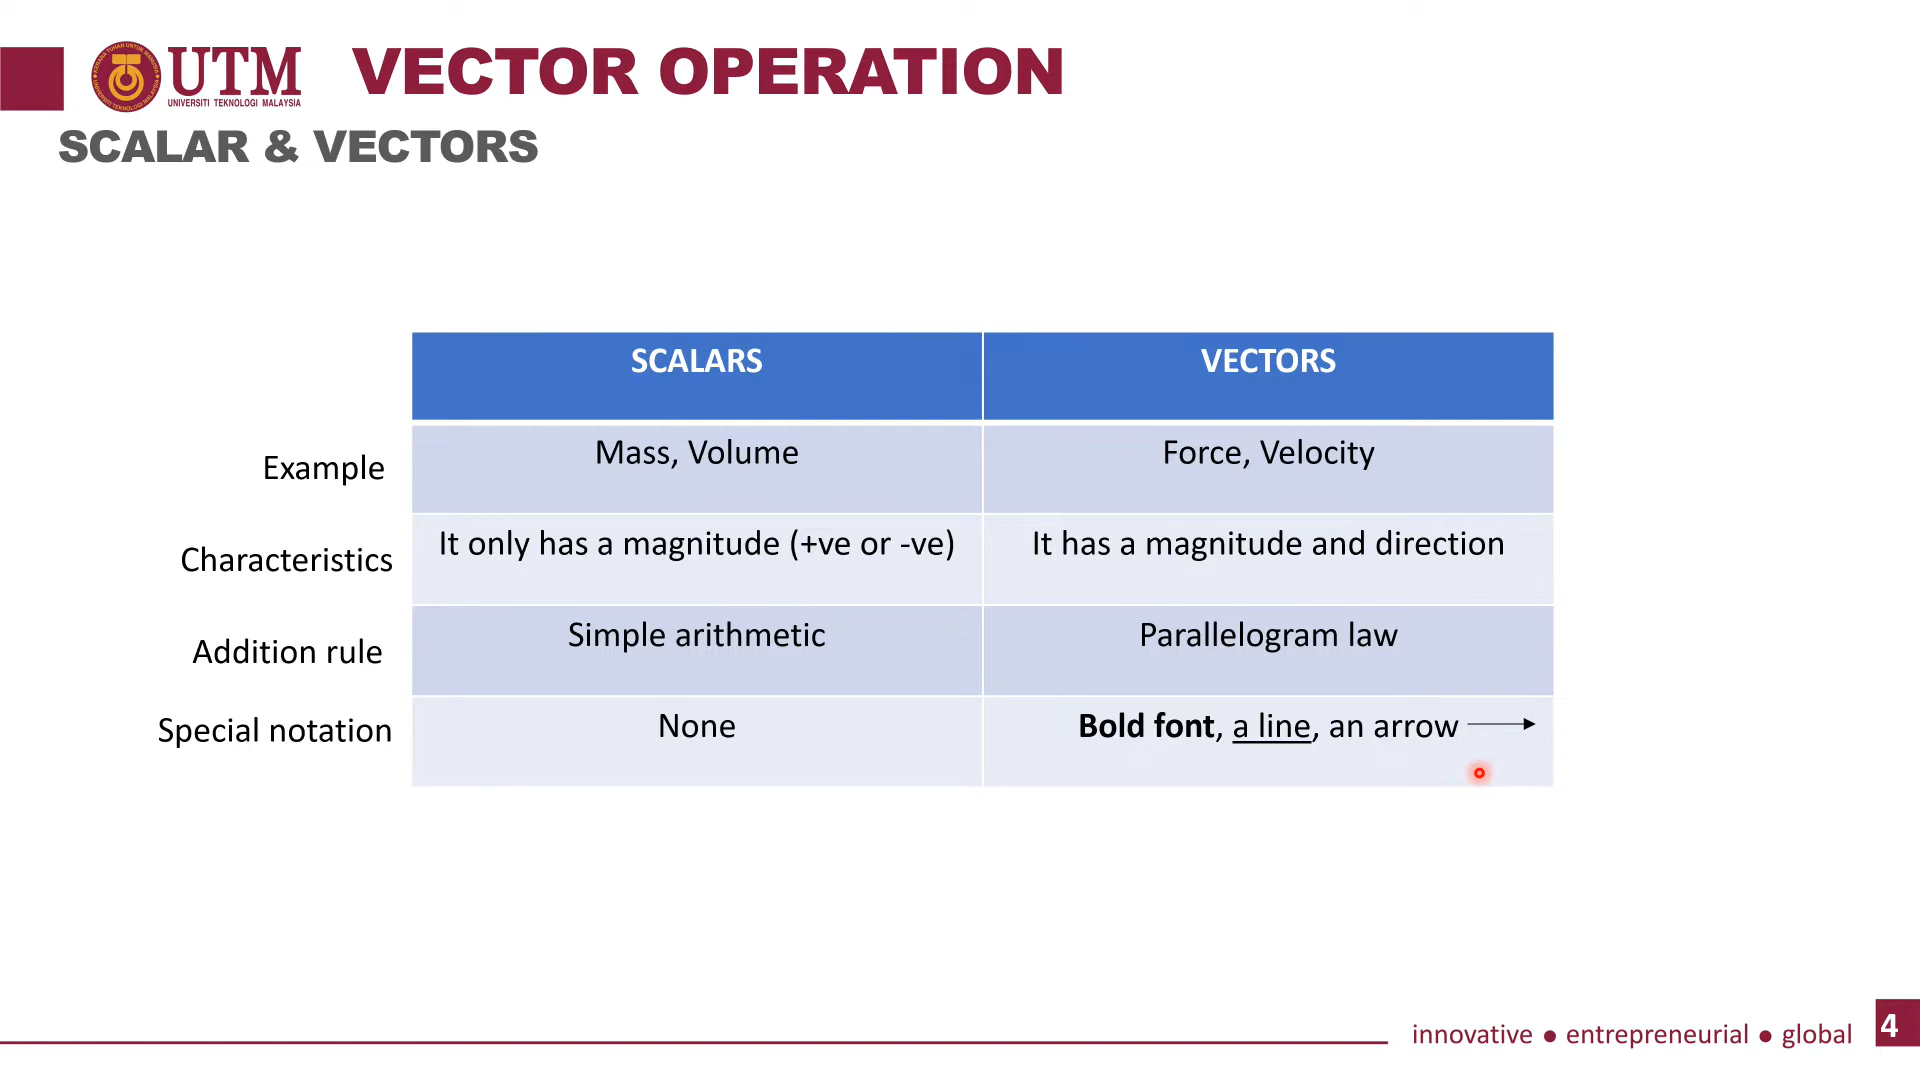 UTM
UNIVERSITI TEKNOLOGI MALAYSIA
VECTOR OPERATION
SCALAR & VECTORS
SCALARS VECTORS
Example Mass, Volume Force, Velocity
Characteristics It only has a magnitude (+ve or -ve) It has a magnitude and direction
Addition rule Simple arithmetic Parallelogram law
Special notation None Bold font, a line, an arrow
innovative ● entrepreneurial ● global 4